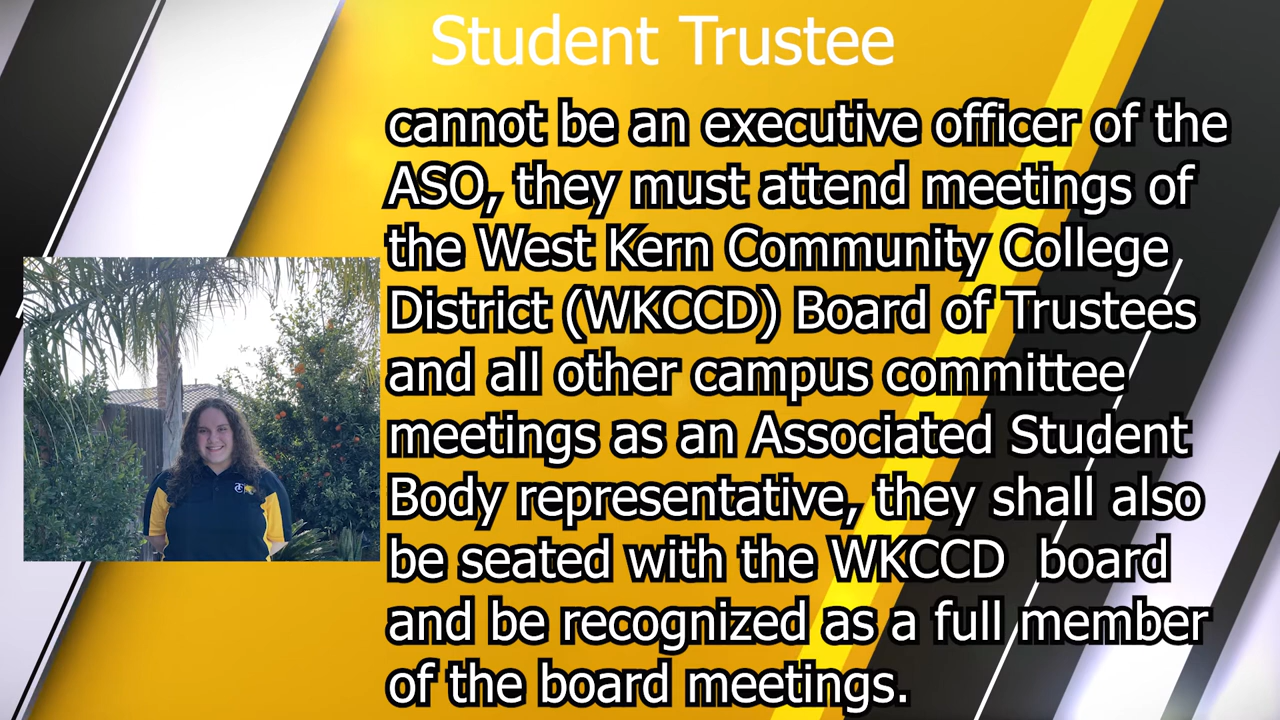 Student Trustee
cannot be an executive officer of the
ASO, they must attend meetings of
the West Kern Community College
District (WKCCD) Board of Trustees
and all other campus committee
meetings as an Associated Student
Body representative, they shall also
be seated with the WKCCD  board
and be recognized as a full member
of the board meetings.